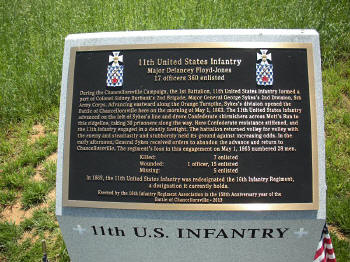 11th United States Infantry
Major Delancey Floyd-Jones
17 officers 360 enlisted
During the Chancellorsville Campaign, the 1st Battalion, 11th United States Infantry formed a
part of Colonel Sidney Burbank's 2nd Brigade, Major General George Sykes's 2nd Division, 5th
Army Corps. Advancing eastward along the Orange Turnpike, Sykes's division opened the
Battle of Chancellorsville here on the morning of May 1, 1863. The 11th United States Infantry
advanced on the left of Sykes's line and drove Confederate skirmishers across Mott's Run to
this ridgeline, taking 30 prisoners along the way. Here Confederate resistance stiffened, and
the 11th Infantry engaged in a deadly firefight. The battalion returned volley for volley with
the enemy and steadfastly and stubbornly held its ground against increasing odds. In the
early afternoon, General Sykes received orders to abandon the advance and return to
Chancellorsville. The regiment's loss in this engagement on May 1, 1863 numbered 28 men.
Killed: 7 enlisted
Wounded: 1 officer, 15 enlisted
Missing: 5 enlisted
In 1869, the 11th United States Infantry was redesignated the 16th Infantry Regiment,
a designation it currently holds.
Erected by the 16th Infantry Regiment Association in the 150th Anniversary year of the
Battle of Chancellorsville - 2013
11th U.S. INFANTRY